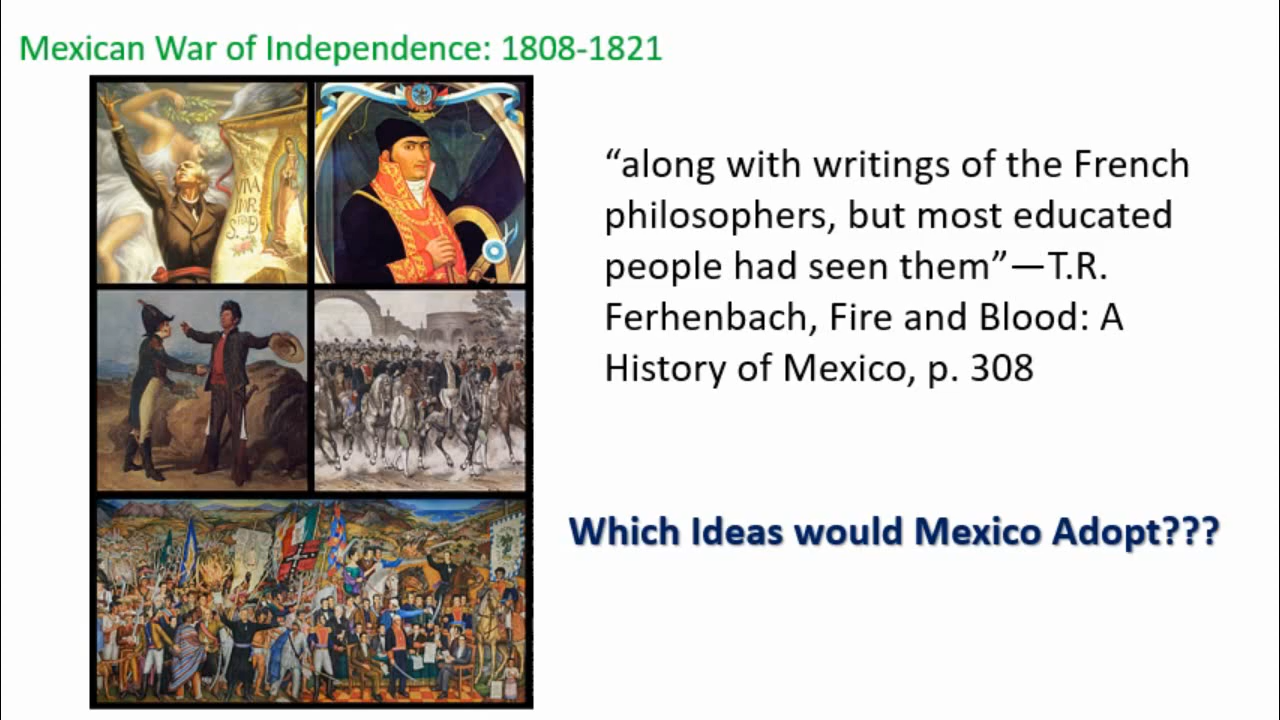 Mexican War of Independence: 1808-1821
VIVA
“along with writings of the French
philosophers, but most educated
people had seen them”—T.R.
Ferhenbach, Fire and Blood: A
History of Mexico, p. 308
Which Ideas would Mexico Adopt???